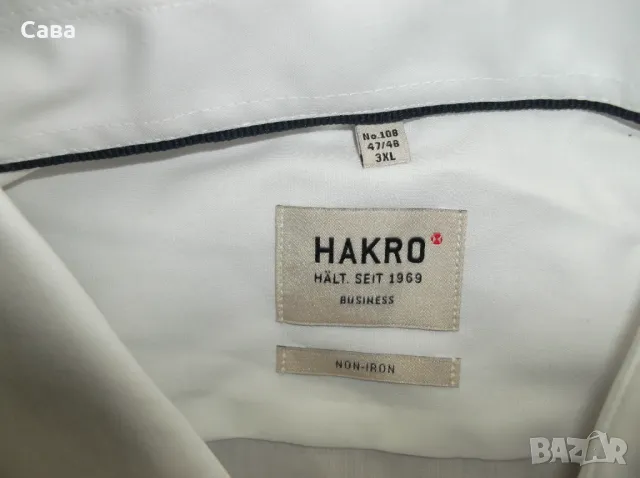 Сава
No.108
47/48
3XL
HAKRO
HÄLT. SEIT 1969
BUSINESS
NON-IRON
BAZAR